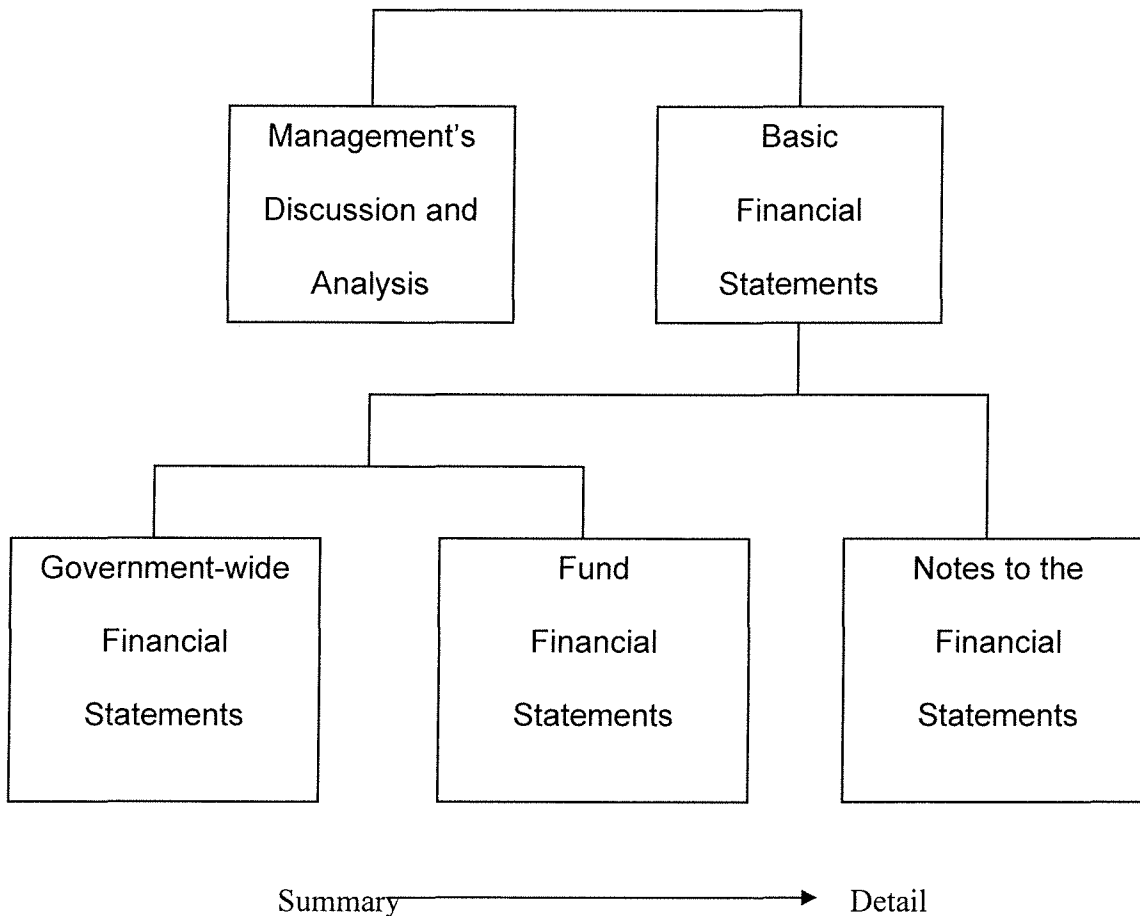 Management's
Discussion and
Analysis
Basic
Financial
Statements
Government-wide
Financial
Statements
Fund
Financial
Statements
Notes to the
Financial
Statements
Summary Detail